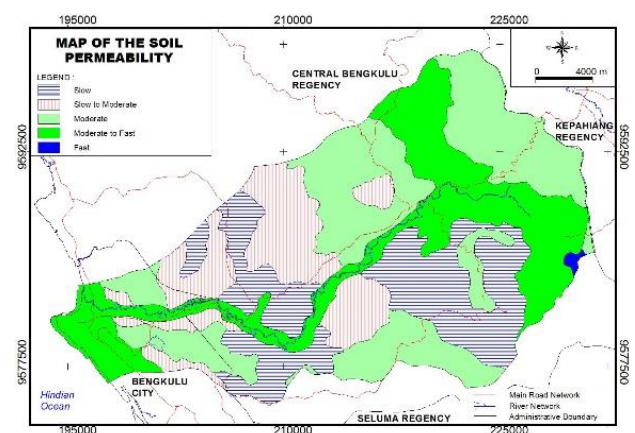 195000 210000 225000
MAP OF THE SOIL
PERMEABILITY
LEGEND :
Slow
Slow to Moderate
Moderate
Moderate to Fast
Fast
0 4000 m
CENTRAL BENGKULU
REGENCY
KEPAHIANG
REGENCY
9592500
9592500
9577500
9577500
BENGKULU
CITY
Hindian
Ocean
SELUMA REGENCY
Main Road Network
River Network
Administrative Boundary
195000 210000 225000